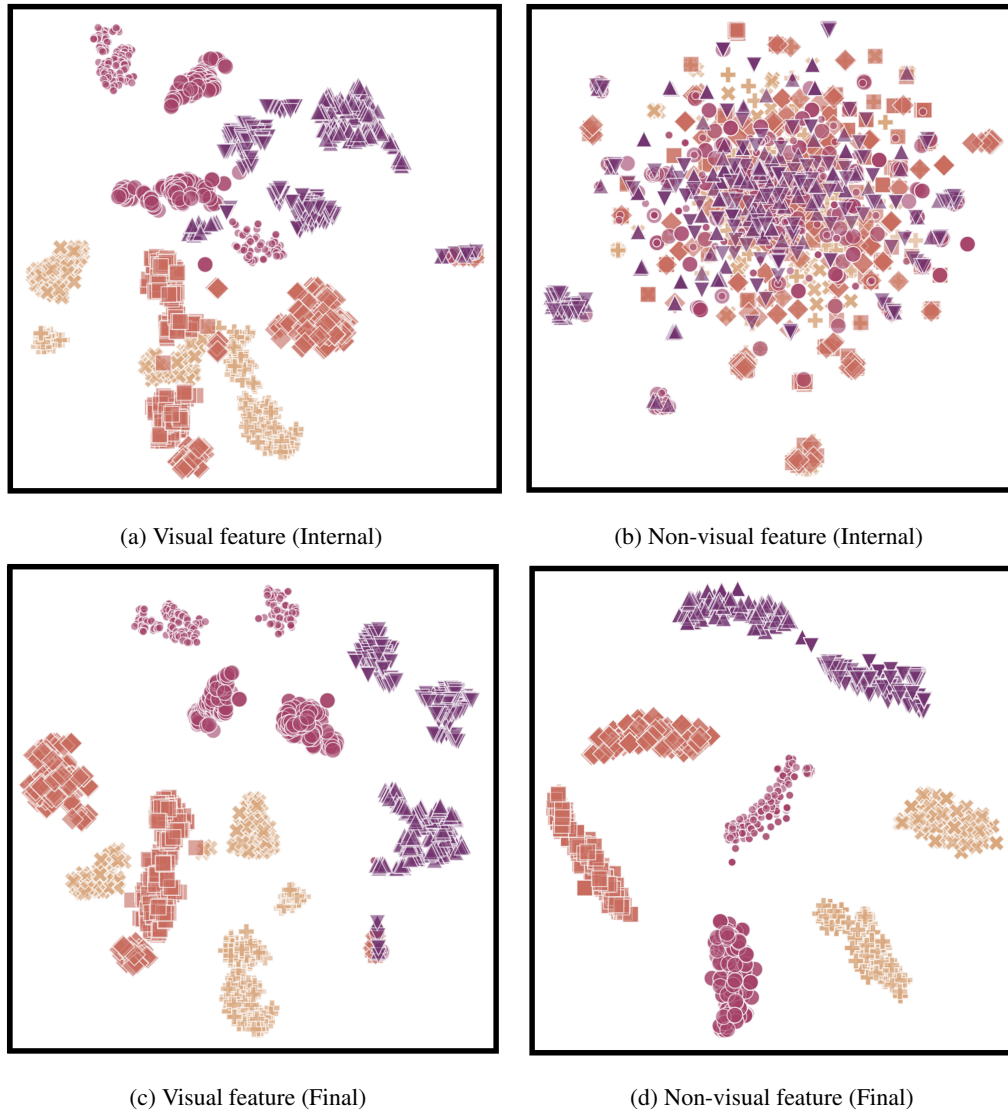 (a) Visual feature (Internal)
(b) Non-visual feature (Internal)
(c) Visual feature (Final)
(d) Non-visual feature (Final)